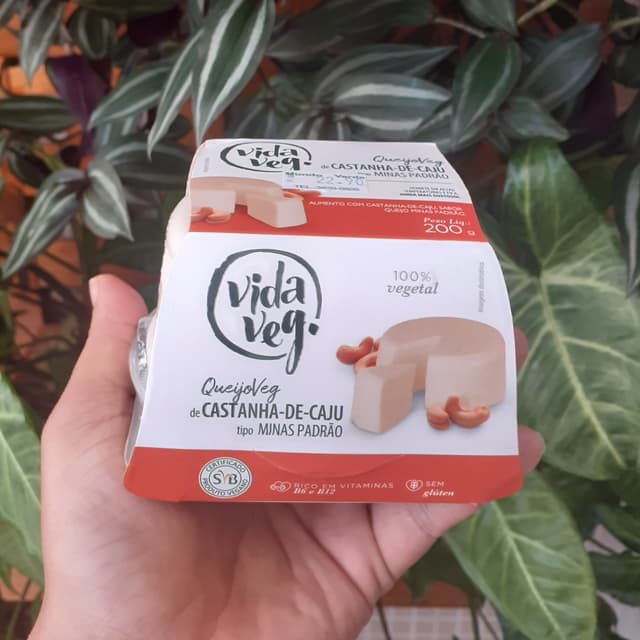 vida
veg.
QueijoVeg
de CASTANHA-DE-CAJU
tipo MINAS PADRÃO
Mundo Verde
ALIMENTO COM CASTANHA-DE-CAJU SABOR
QUEIJO MINAS PADRÃO
Peso Líq.:
200 g
vida
veg.
100%
vegetal
QueijoVeg
de CASTANHA-DE-CAJU
tipo MINAS PADRÃO
CERTIFICADO
SVB
PRODUTO VEGANO
RICO EM VITAMINAS
B6 e B12
SEM
glúten